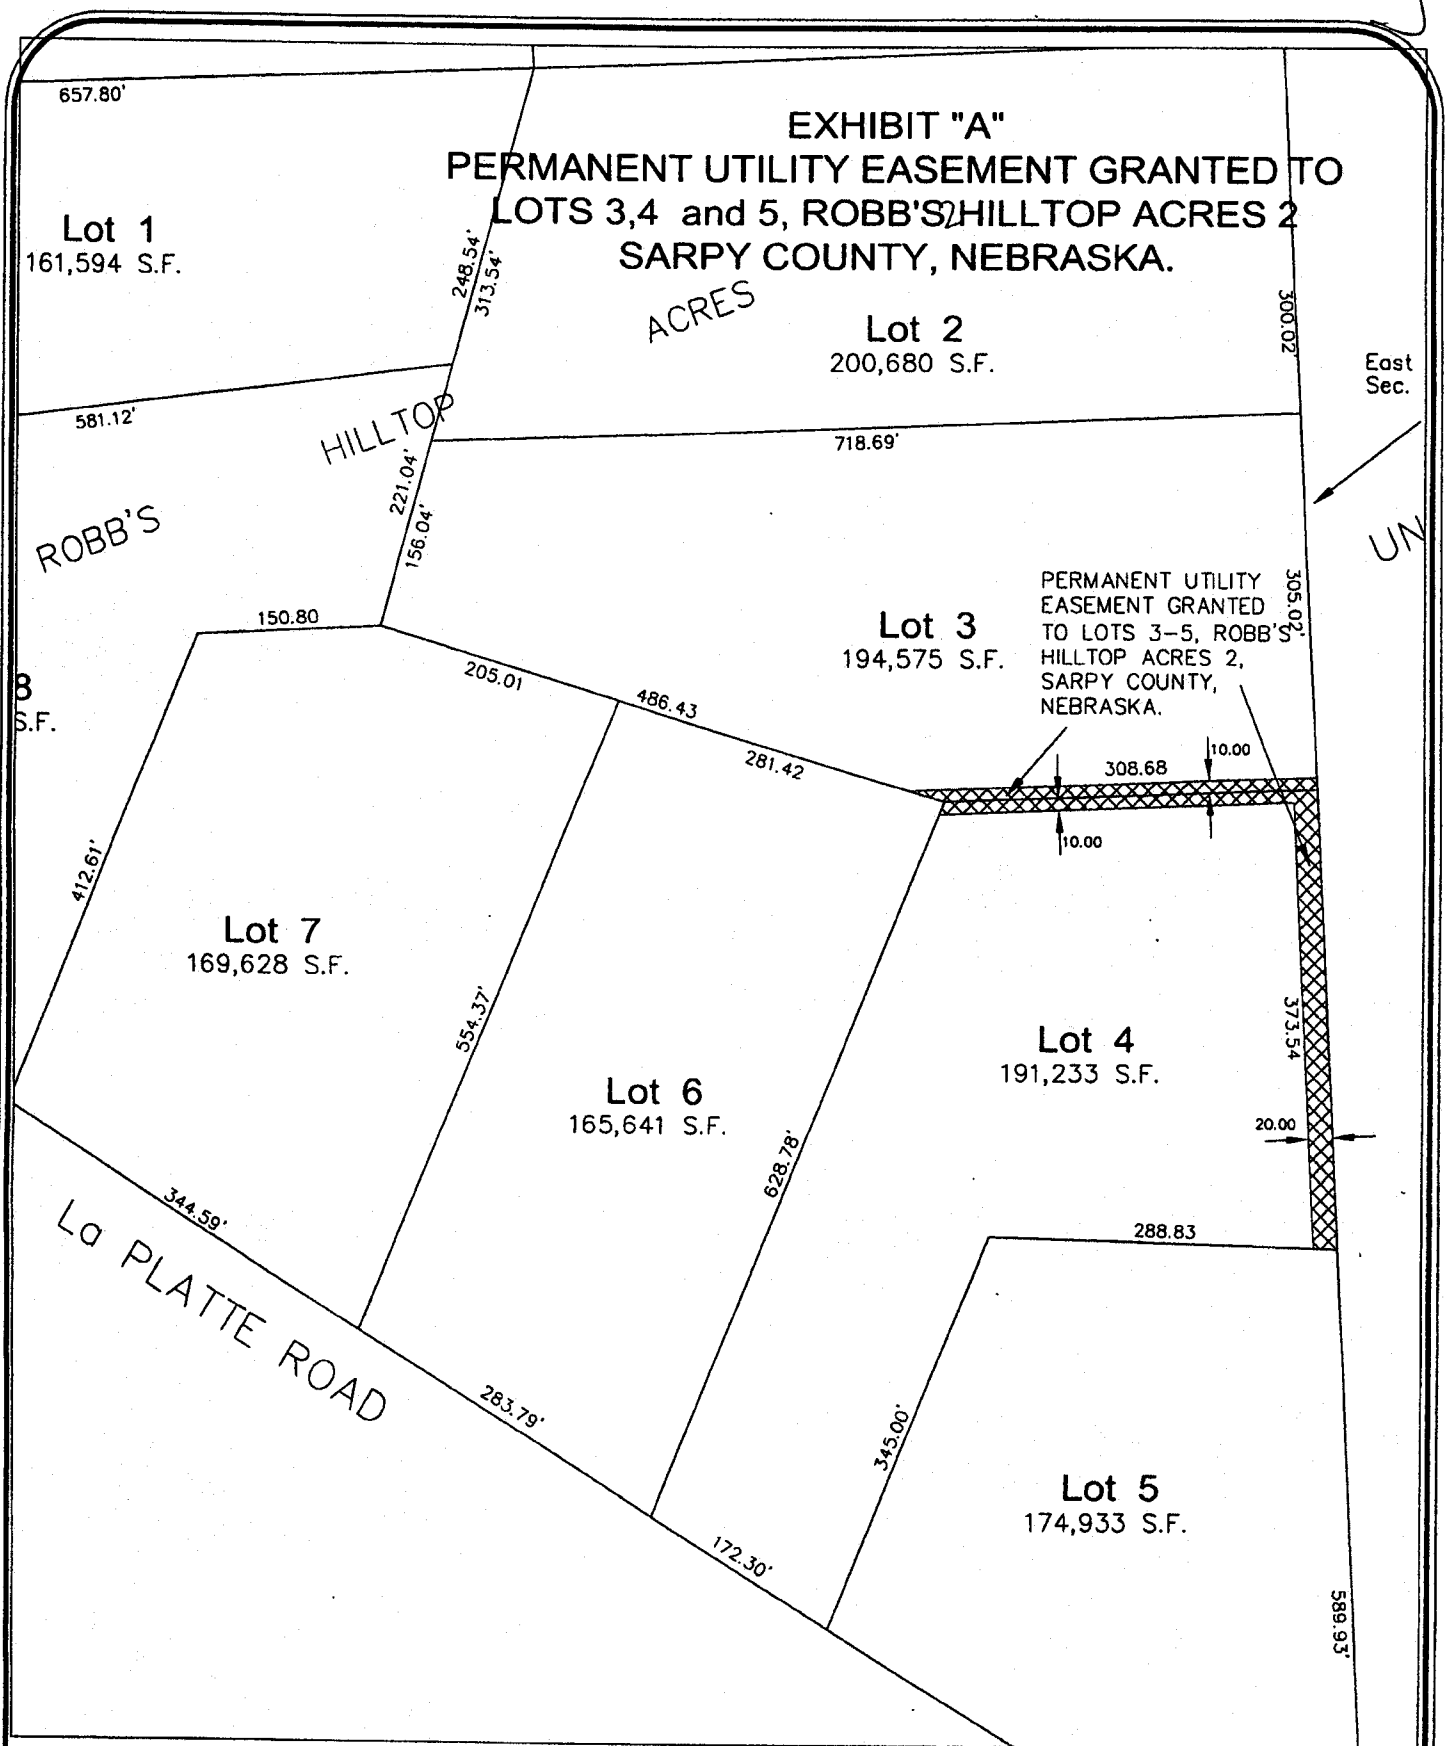 657.80'
EXHIBIT "A"
PERMANENT UTILITY EASEMENT GRANTED TO
LOTS 3,4 and 5, ROBB'S HILLTOP ACRES 2
SARPY COUNTY, NEBRASKA.
Lot 1
161,594 S.F.
248.54'
313.54'
ACRES
Lot 2
200,680 S.F.
300.02'
East
Sec.
581.12'
HILLTOP
718.69'
221.04'
156.04'
ROBB'S
UN
PERMANENT UTILITY
EASEMENT GRANTED
TO LOTS 3-5, ROBB'S
HILLTOP ACRES 2,
SARPY COUNTY,
NEBRASKA.
305.02'
150.80
Lot 3
194,575 S.F.
205.01
486.43
281.42
8
S.F.
308.68
10.00
10.00
412.61'
Lot 7
169,628 S.F.
554.37'
373.54
Lot 4
191,233 S.F.
Lot 6
165,641 S.F.
628.78'
20.00
344.59'
La PLATTE ROAD
288.83
283.79'
345.00'
Lot 5
174,933 S.F.
172.30'
589.93'